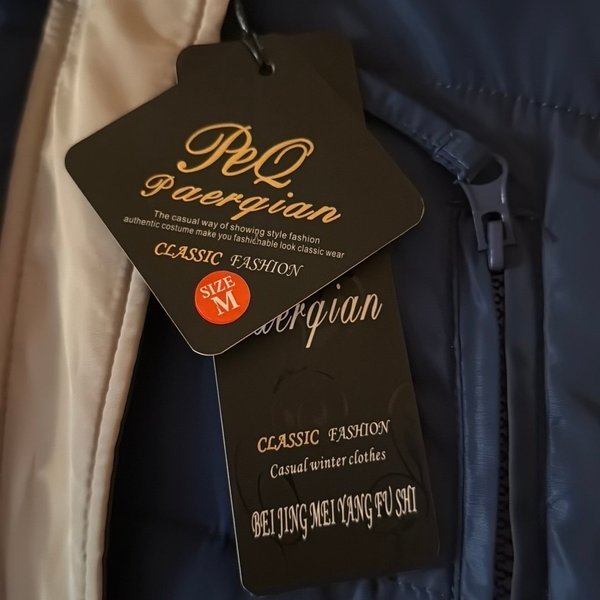 PeQ
Paerqian
The casual way of showing style fashion
authentic costume make you fashionable look classic wear
CLASSIC FASHION
SIZE
M
aerqian
CLASSIC FASHION
Casual winter clothes
BEI JING MEI YANG FU SHI